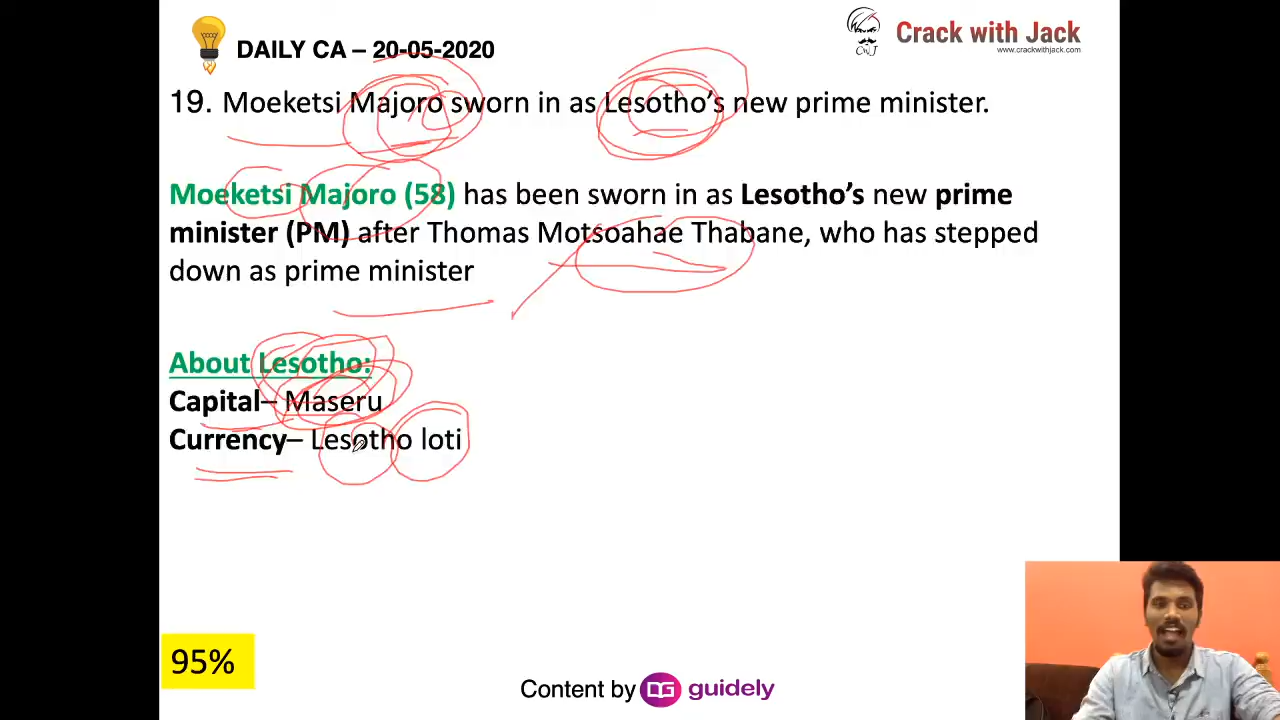 DAILY CA – 20-05-2020
Crack with Jack
www.crackwithjack.com
CWJ
19. Moeketsi Majoro sworn in as Lesotho's new prime minister.
Moeketsi Majoro (58) has been sworn in as Lesotho's new prime
minister (PM) after Thomas Motsoahae Thabane, who has stepped
down as prime minister
About Lesotho:
Capital– Maseru
Currency– Lesotho loti
95%
Content by guidely